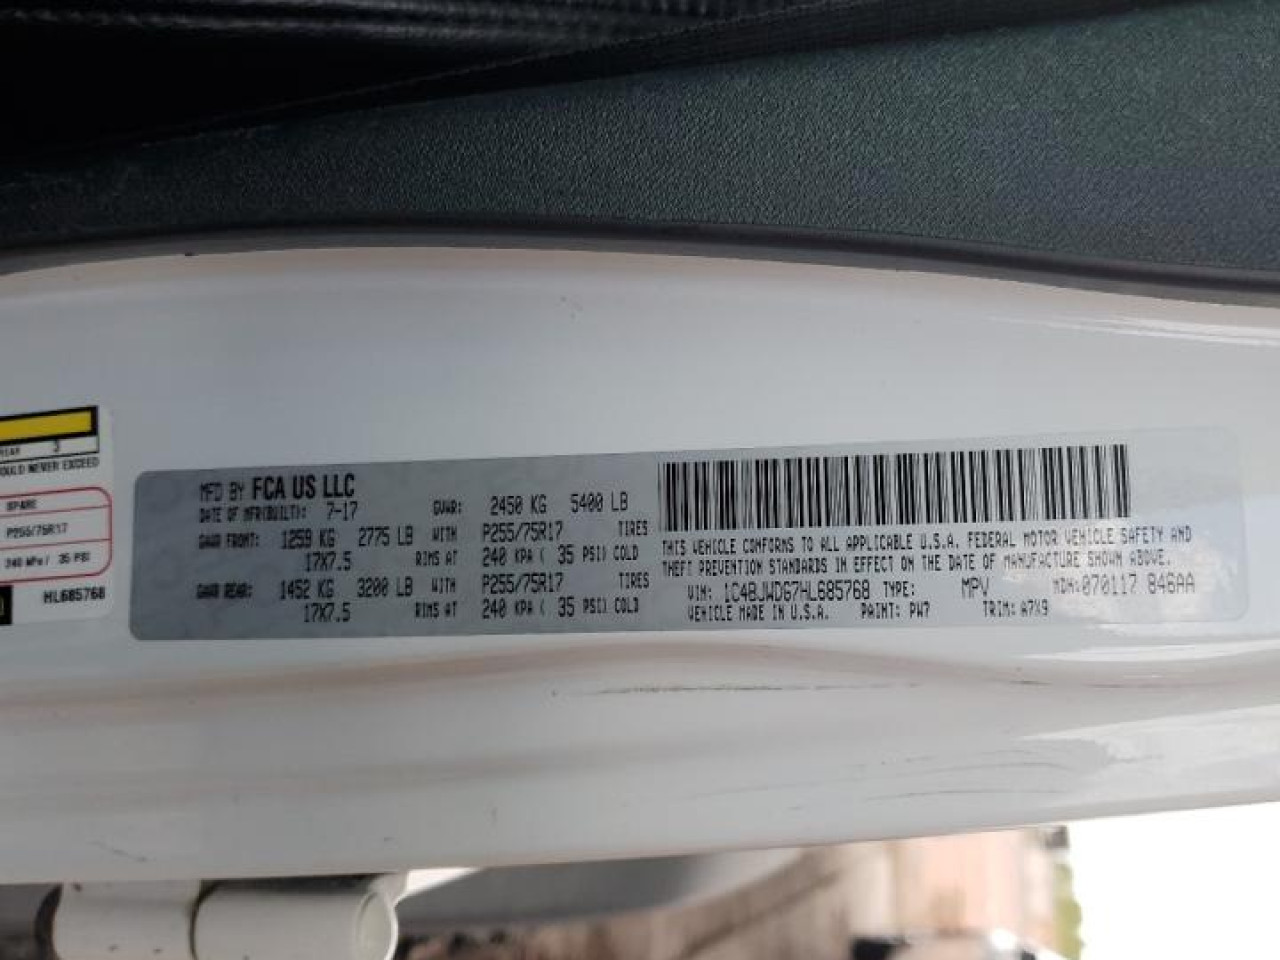 3
OULD NEVER EXCEED
SPARE
P255/75R17
240 kPa / 35 PSI
HL685768
MFD BY FCA US LLC
DATE OF MFR(BUILT): 7-17 GVWR: 2450 KG 5400 LB
GAWR FRONT: 1259 KG 2775 LB WITH P255/75R17 TIRES
17X7.5 RIMS AT 240 KPA ( 35 PSI) COLD
GAWR REAR: 1452 KG 3200 LB WITH P255/75R17 TIRES
17X7.5 RIMS AT 240 KPA ( 35 PSI) COLD
THIS VEHICLE CONFORMS TO ALL APPLICABLE U.S.A. FEDERAL MOTOR VEHICLE SAFETY AND
THEFT PREVENTION STANDARDS IN EFFECT ON THE DATE OF MANUFACTURE SHOWN ABOVE.
VIN: 1C4BJWDG7HL685768 TYPE: MPV MDH:070117 846AA
VEHICLE MADE IN U.S.A. PAINT: PW7 TRIM: A7X9